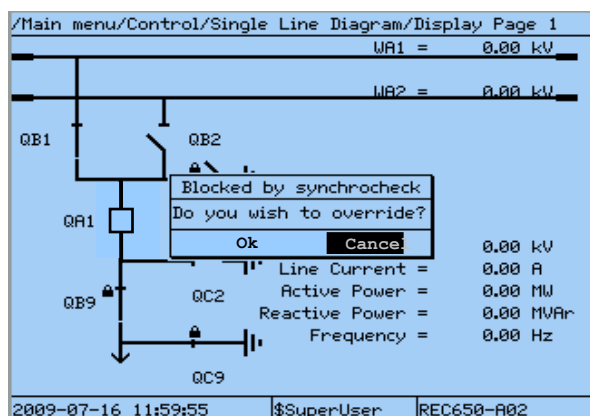 /Main menu/Control/Single Line Diagram/Display Page 1
WA1 = 0.00 kV
WA2 = 0.00 kV
QB1
QB2
Blocked by synchrocheck
Do you wish to override?
Ok Cancel
QA1
0.00 kV
Line Current = 0.00 A
QC2
Active Power = 0.00 MW
QB9
Reactive Power = 0.00 MVAr
Frequency = 0.00 Hz
QC9
2009-07-16 11:59:55 $SuperUser REC650-A02